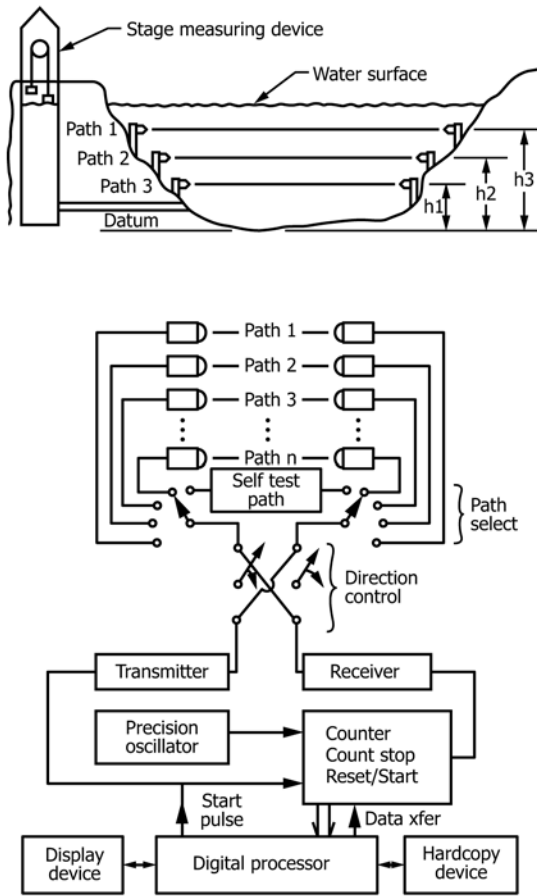 Stage measuring device
Water surface
Path 1
Path 2
Path 3
h1
h2
h3
Datum
Path 1
Path 2
Path 3
Path n
Self test
path
Path
select
Direction
control
Transmitter
Receiver
Precision
oscillator
Counter
Count stop
Reset/Start
Start
pulse
Data xfer
Display
device
Digital processor
Hardcopy
device